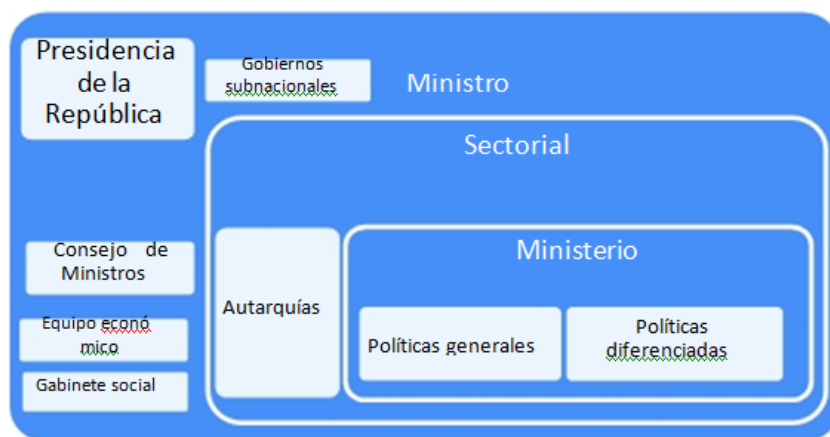 Presidencia
de la
República
Gobiernos
subnacionales
Ministro
Sectorial
Consejo de
Ministros
Ministerio
Autarquías
Equipo econó
mico
Políticas generales
Políticas
diferenciadas
Gabinete social